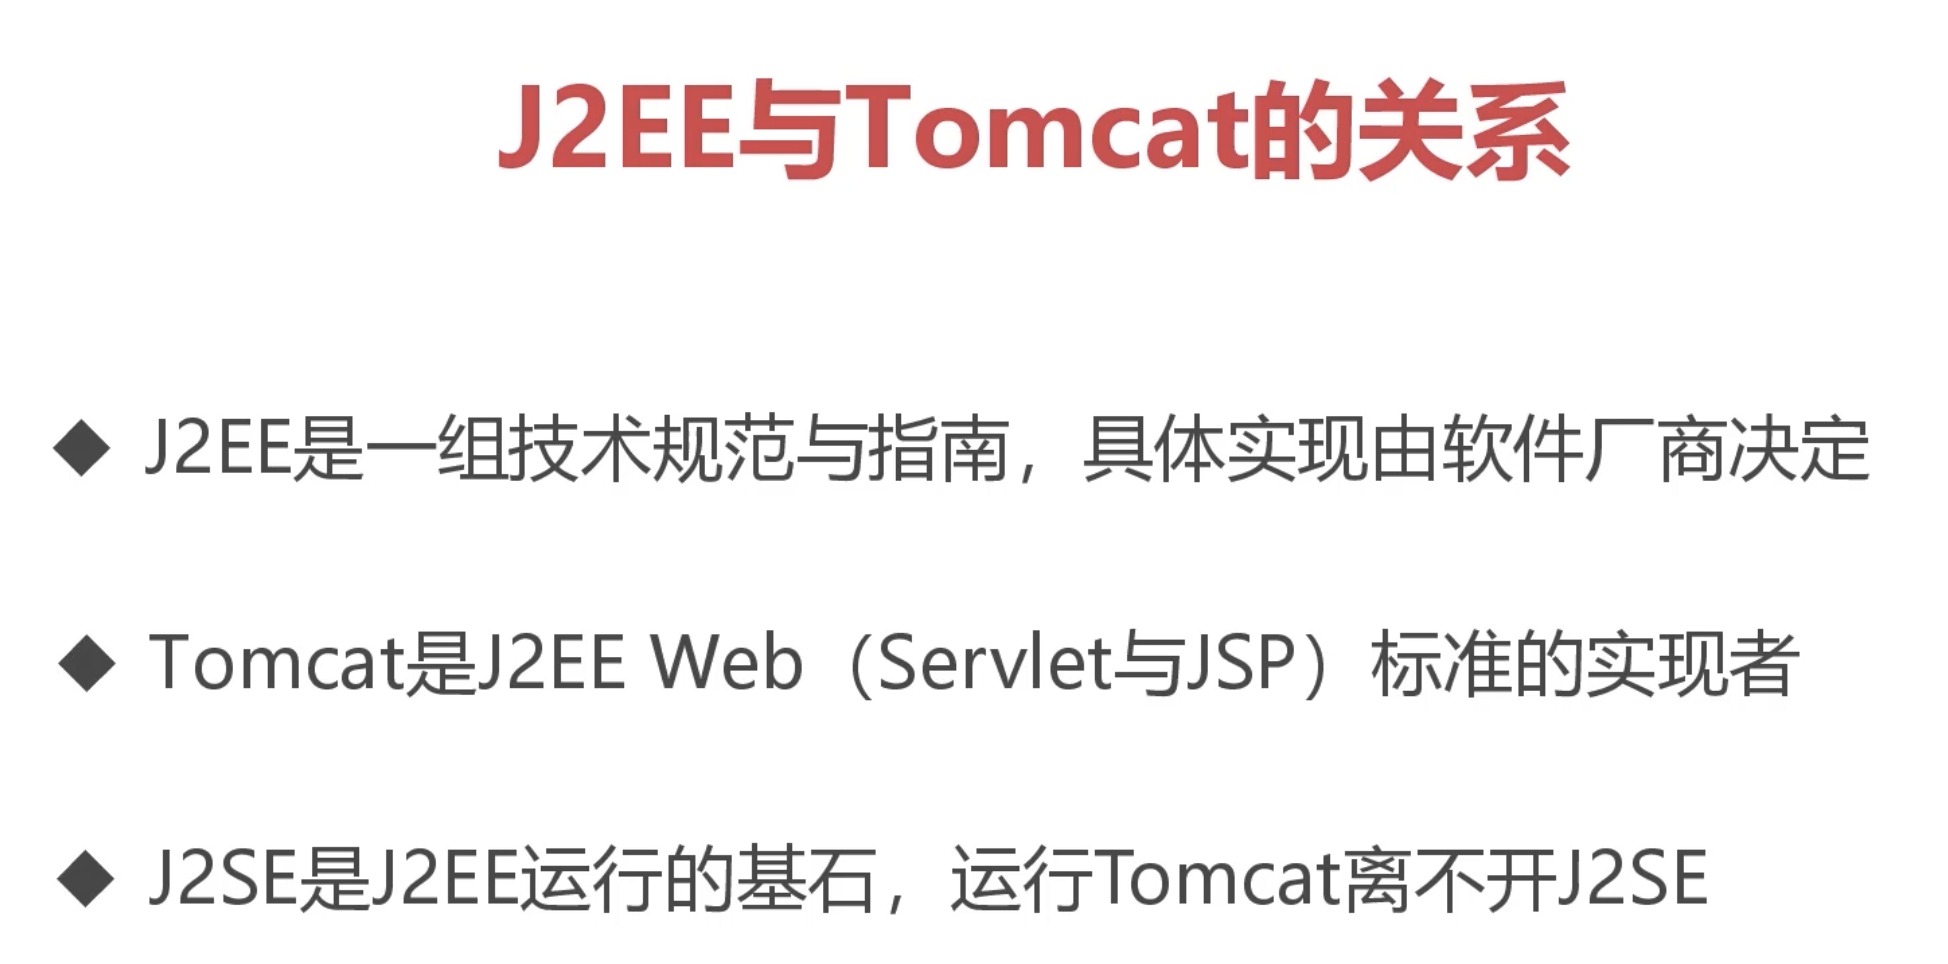 J2EE与Tomcat的关系
◆ J2EE是一组技术规范与指南，具体实现由软件厂商决定
◆ Tomcat是J2EE Web（Servlet与JSP）标准的实现者
◆ J2SE是J2EE运行的基石，运行Tomcat离不开J2SE